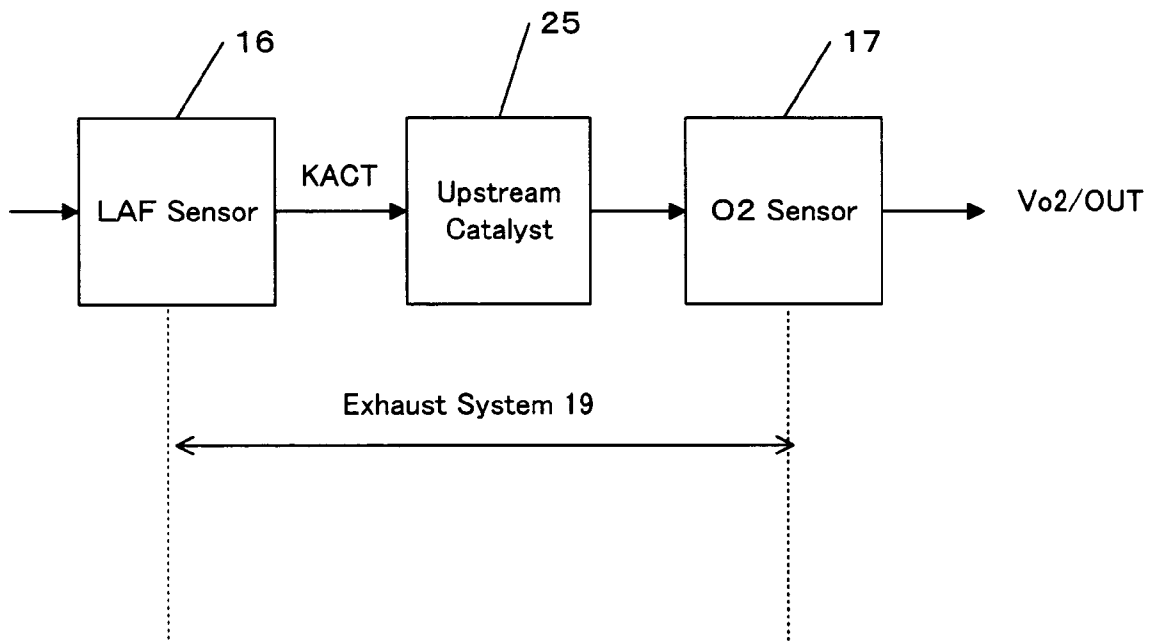 16
25
17
LAF Sensor
KACT
Upstream
Catalyst
O2 Sensor
Vo2/OUT
Exhaust System 19